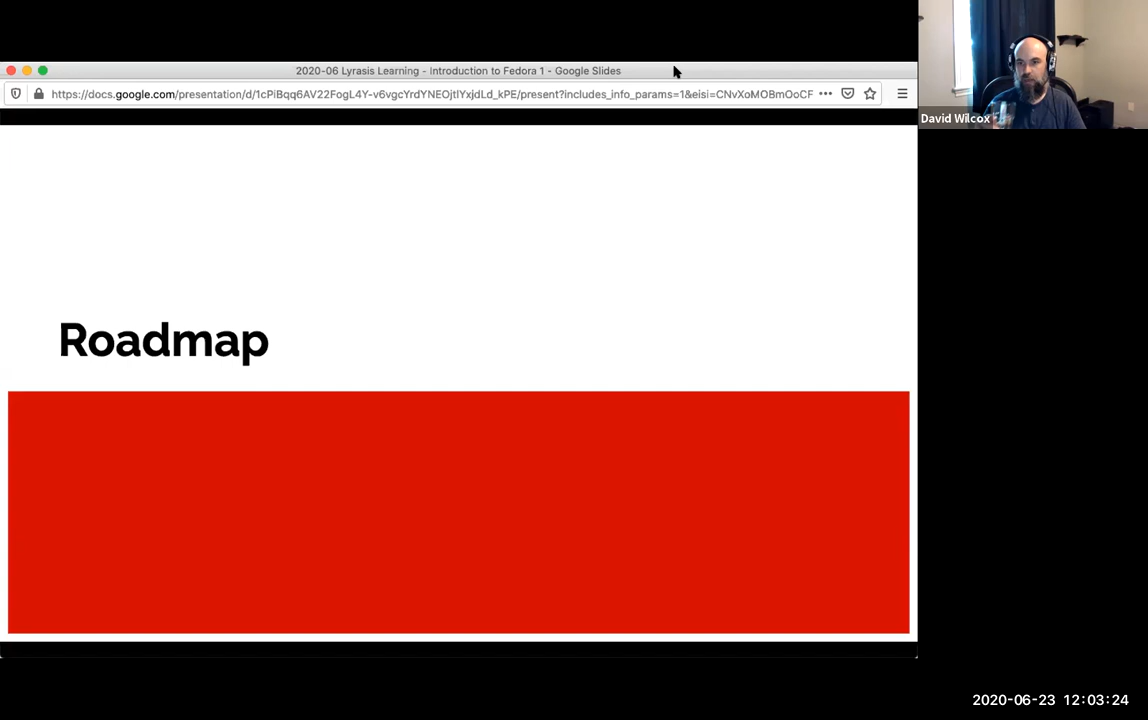 2020-06 Lyrasis Learning - Introduction to Fedora 1 - Google Slides
https://docs.google.com/presentation/d/1cPiBqq6AV22FogL4Y-v6vgcYrdYNEOjtlYxjdLd_kPE/present?includes_info_params=1&eisi=CNvXoMOBmOoCF
David Wilcox
Roadmap
2020-06-23 12:03:24